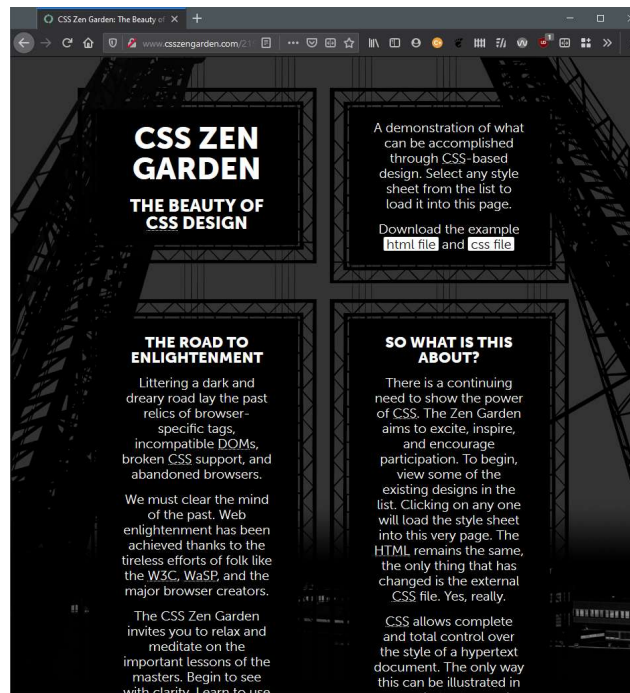 CSS Zen Garden: The Beauty of
www.csszengarden.com/21
CSS ZEN
GARDEN
THE BEAUTY OF
CSS DESIGN
A demonstration of what
can be accomplished
through CSS-based
design. Select any style
sheet from the list to
load it into this page.
Download the example
html file and css file
THE ROAD TO
ENLIGHTENMENT
Littering a dark and
dreary road lay the past
relics of browser-
specific tags,
incompatible DOMs,
broken CSS support, and
abandoned browsers.
We must clear the mind
of the past. Web
enlightenment has been
achieved thanks to the
tireless efforts of folk like
the W3C, WaSP, and the
major browser creators.
The CSS Zen Garden
invites you to relax and
meditate on the
important lessons of the
masters. Begin to see
with clarity. Learn to use
SO WHAT IS THIS
ABOUT?
There is a continuing
need to show the power
of CSS. The Zen Garden
aims to excite, inspire,
and encourage
participation. To begin,
view some of the
existing designs in the
list. Clicking on any one
will load the style sheet
into this very page. The
HTML remains the same,
the only thing that has
changed is the external
CSS file. Yes, really.
CSS allows complete
and total control over
the style of a hypertext
document. The only way
this can be illustrated in